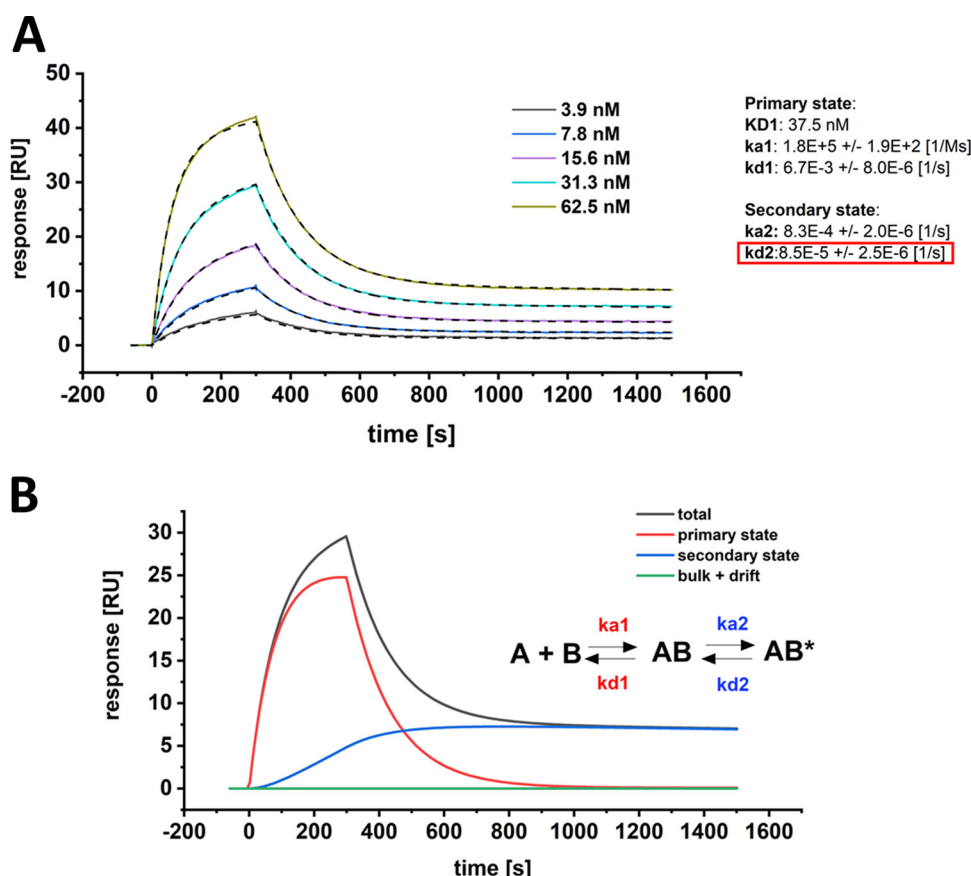 A
response [RU]
50
40
30
20
10
0
-200
0
200
400
600
800
1000
1200
1400
1600
time [s]
3.9 nM
7.8 nM
15.6 nM
31.3 nM
62.5 nM
Primary state:
KD1: 37.5 nM
ka1: 1.8E+5 +/- 1.9E+2 [1/Ms]
kd1: 6.7E-3 +/- 8.0E-6 [1/s]
Secondary state:
ka2: 8.3E-4 +/- 2.0E-6 [1/s]
kd2:8.5E-5 +/- 2.5E-6 [1/s]
B
response [RU]
30
25
20
15
10
5
0
-200
0
200
400
600
800
1000
1200
1400
1600
time [s]
total
primary state
secondary state
bulk + drift
ka1 ka2
A + B AB AB*
kd1 kd2